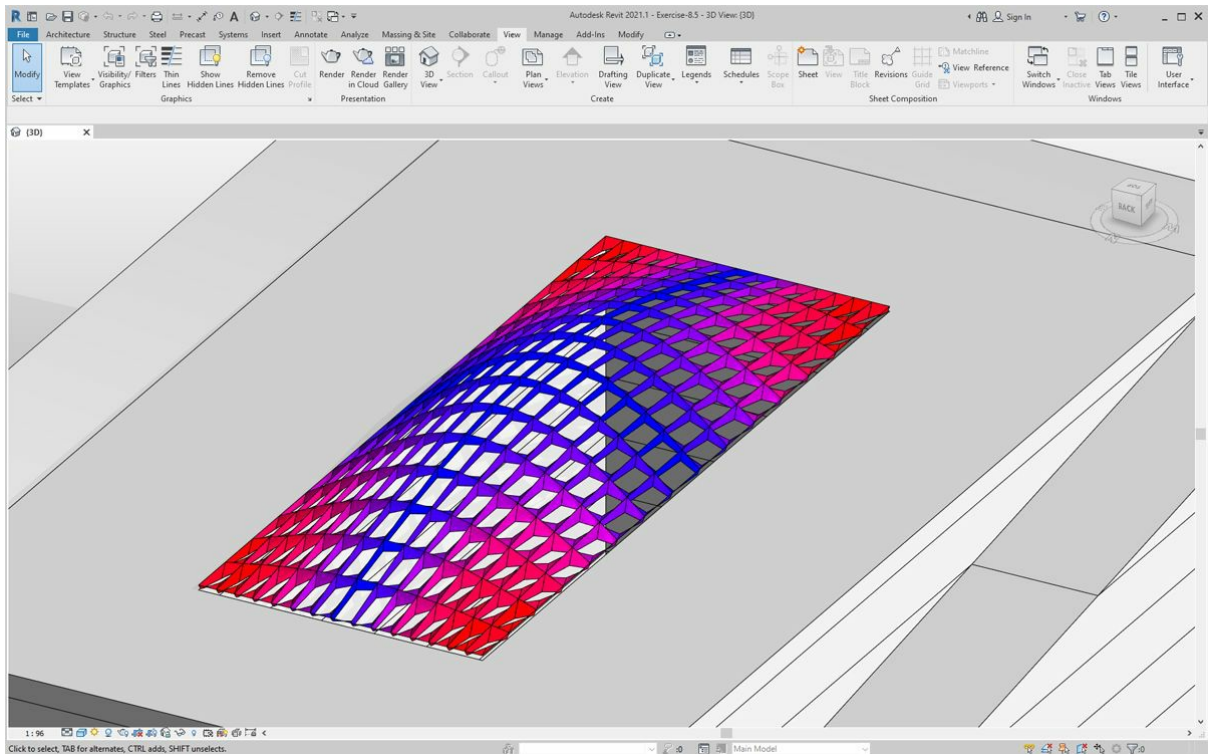 Autodesk Revit 2021.1 - Exercise-8.5 - 3D View: {3D}
Sign In
File Architecture Structure Steel Precast Systems Insert Annotate Analyze Massing & Site Collaborate View Manage Add-Ins Modify
Modify
View Templates
Visibility/ Graphics
Filters
Thin Lines
Show Hidden Lines
Remove Hidden Lines
Cut Profile
Render
Render in Cloud
Render Gallery
3D View
Section
Callout
Plan Views
Elevation
Drafting View
Duplicate View
Legends
Schedules
Scope Box
Sheet
View
Title Block
Revisions
Guide Grid
Matchline
View Reference
Viewports
Switch Windows
Close Inactive
Tab Views
Tile Views
User Interface
Select Graphics Presentation Create Sheet Composition Windows
{3D}
BACK
1 : 96
Click to select, TAB for alternates, CTRL adds, SHIFT unselects.
:0
Main Model
:0